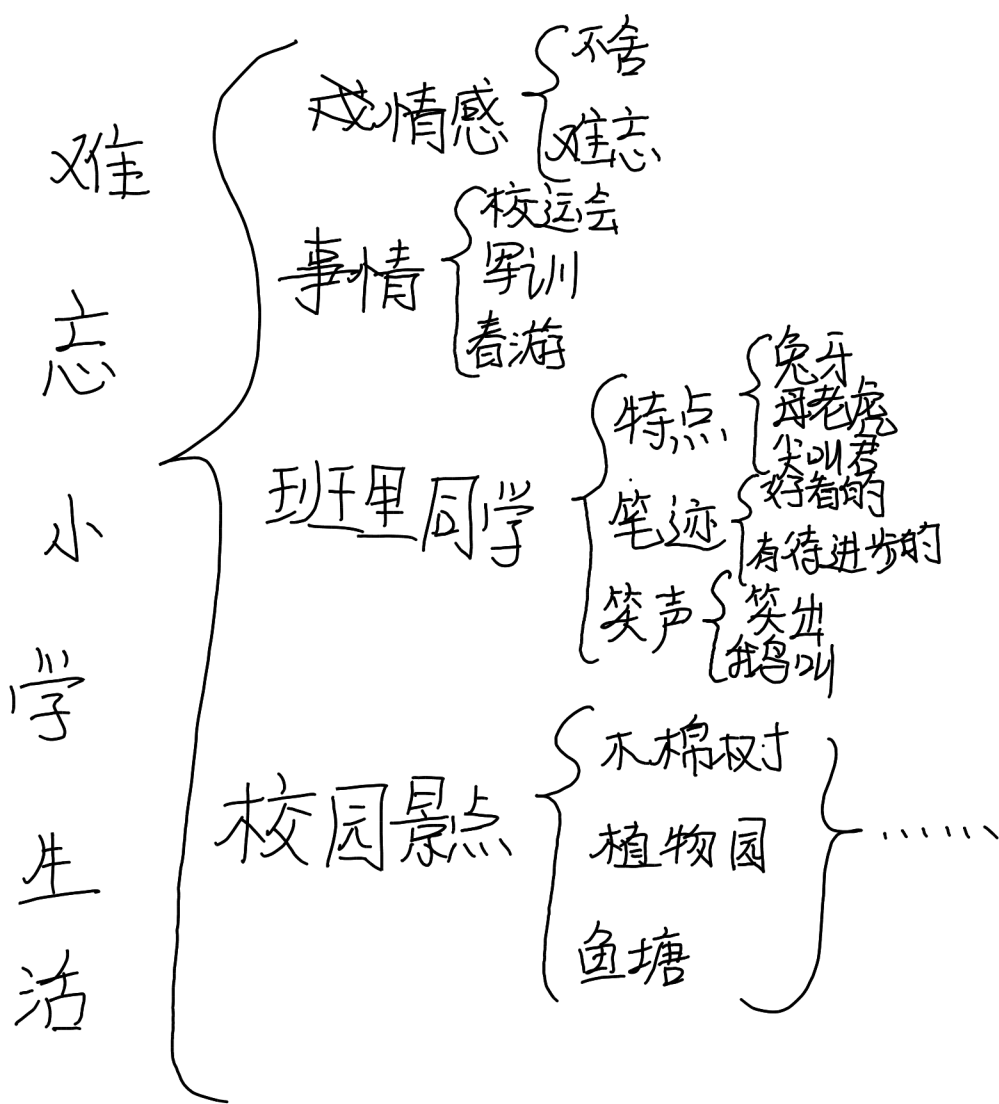 难忘小学生活
情感
不舍
难忘
事情
校运会
军训
春游
班里同学
特点
兔牙
母老虎
尖叫君
笔迹
好看的
有待进步的
笑声
笑出
鹅叫
校园景点
木棉树
植物园
鱼塘
……